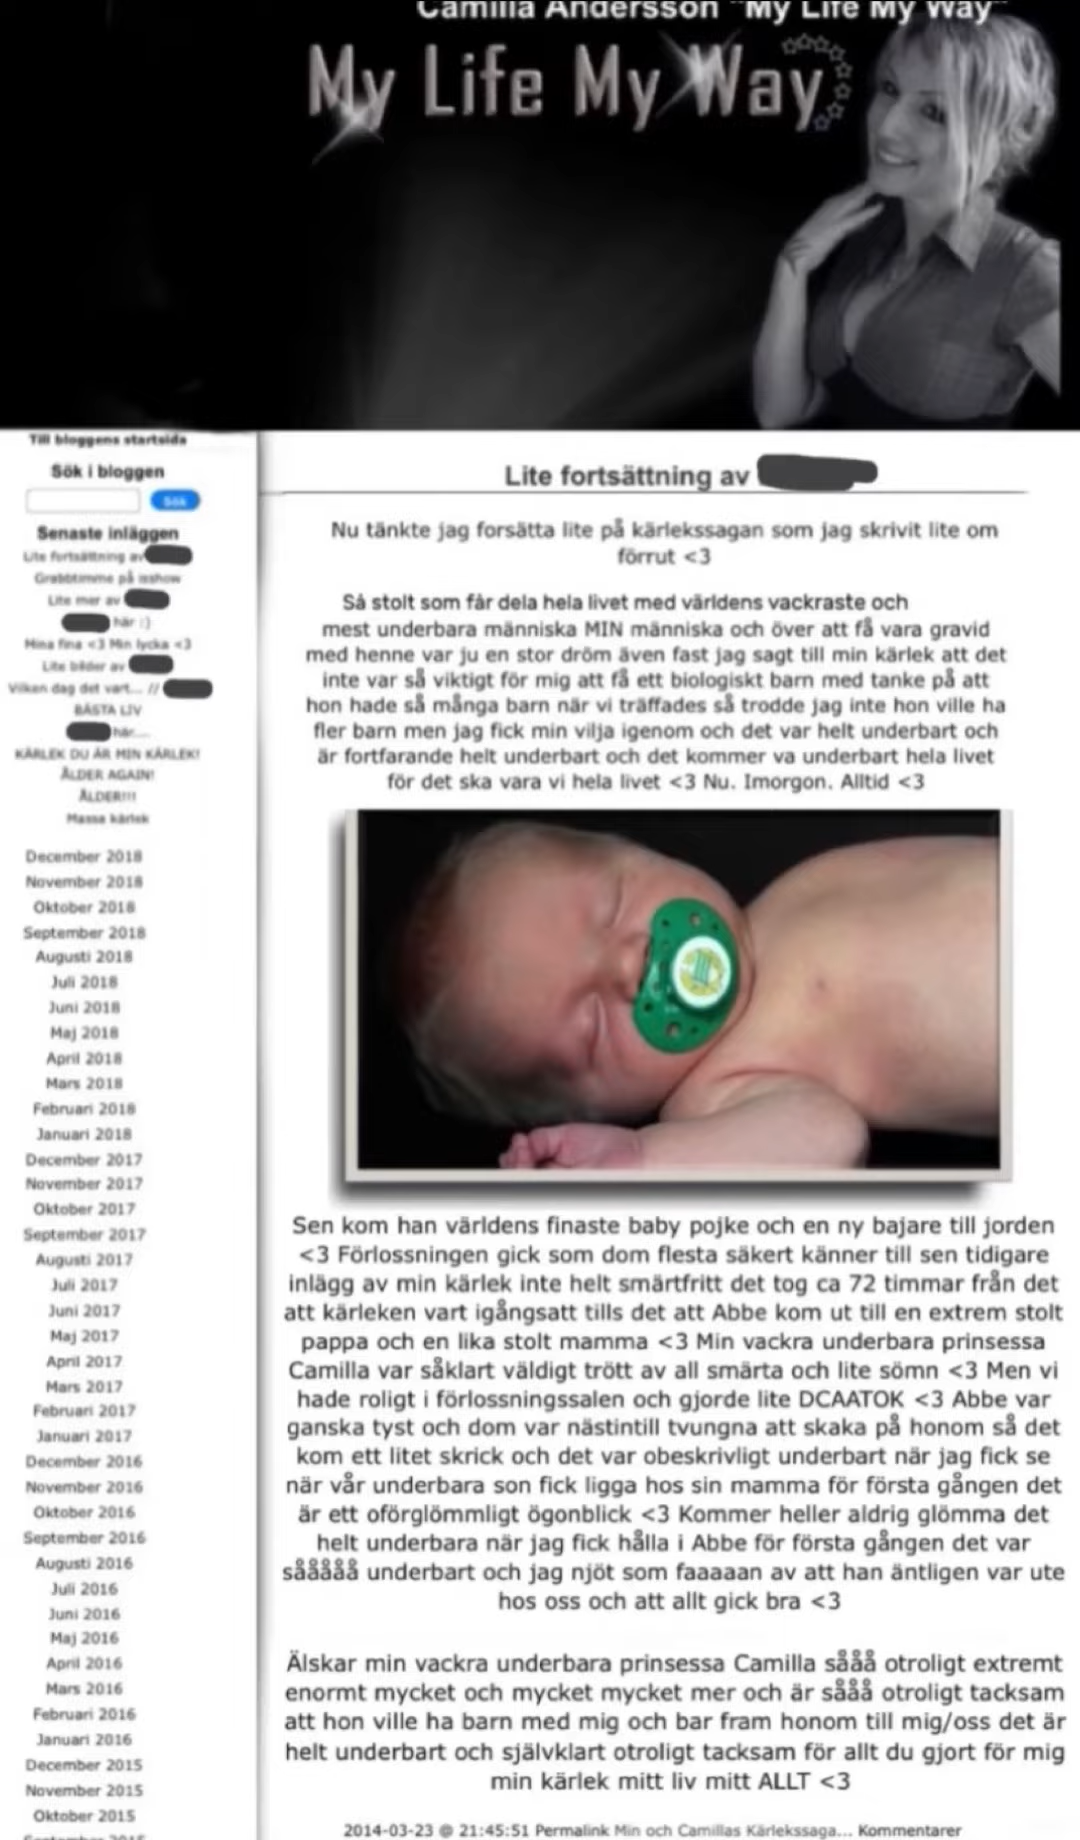 Camilla Andersson "My Life My Way"
My Life My Way
Till bloggens startsida
Sök i bloggen
Sök
Senaste inläggen
Lite fortsättning av
Grabbtimme på isshow
Lite mer av
här :)
Mina fina <3 Min lycka <3
Lite bilder av
Vilken dag det vart... //
BÄSTA LIV
här....
KÄRLEK DU ÄR MIN KÄRLEK!
ÅLDER AGAIN!
ÅLDER!!!
Massa kärlek
December 2018
November 2018
Oktober 2018
September 2018
Augusti 2018
Juli 2018
Juni 2018
Maj 2018
April 2018
Mars 2018
Februari 2018
Januari 2018
December 2017
November 2017
Oktober 2017
September 2017
Augusti 2017
Juli 2017
Juni 2017
Maj 2017
April 2017
Mars 2017
Februari 2017
Januari 2017
December 2016
November 2016
Oktober 2016
September 2016
Augusti 2016
Juli 2016
Juni 2016
Maj 2016
April 2016
Mars 2016
Februari 2016
Januari 2016
December 2015
November 2015
Oktober 2015
September 2015
Lite fortsättning av
Nu tänkte jag forsätta lite på kärlekssagan som jag skrivit lite om
förrut <3
Så stolt som får dela hela livet med världens vackraste och
mest underbara människa MIN människa och över att få vara gravid
med henne var ju en stor dröm även fast jag sagt till min kärlek att det
inte var så viktigt för mig att få ett biologiskt barn med tanke på att
hon hade så många barn när vi träffades så trodde jag inte hon ville ha
fler barn men jag fick min vilja igenom och det var helt underbart och
är fortfarande helt underbart och det kommer va underbart hela livet
för det ska vara vi hela livet <3 Nu. Imorgon. Alltid <3
Sen kom han världens finaste baby pojke och en ny bajare till jorden
<3 Förlossningen gick som dom flesta säkert känner till sen tidigare
inlägg av min kärlek inte helt smärtfritt det tog ca 72 timmar från det
att kärleken vart igångsatt tills det att Abbe kom ut till en extrem stolt
pappa och en lika stolt mamma <3 Min vackra underbara prinsessa
Camilla var såklart väldigt trött av all smärta och lite sömn <3 Men vi
hade roligt i förlossningssalen och gjorde lite DCAATOK <3 Abbe var
ganska tyst och dom var nästintill tvungna att skaka på honom så det
kom ett litet skrick och det var obeskrivligt underbart när jag fick se
när vår underbara son fick ligga hos sin mamma för första gången det
är ett oförglömmligt ögonblick <3 Kommer heller aldrig glömma det
helt underbara när jag fick hålla i Abbe för första gången det var
sååååå underbart och jag njöt som faaaaan av att han äntligen var ute
hos oss och att allt gick bra <3
Älskar min vackra underbara prinsessa Camilla sååå otroligt extremt
enormt mycket och mycket mycket mer och är sååå otroligt tacksam
att hon ville ha barn med mig och bar fram honom till mig/oss det är
helt underbart och självklart otroligt tacksam för allt du gjort för mig
min kärlek mitt liv mitt ALLT <3
2014-03-23 @ 21:45:51 Permalink Min och Camillas Kärlekssaga... Kommentarer